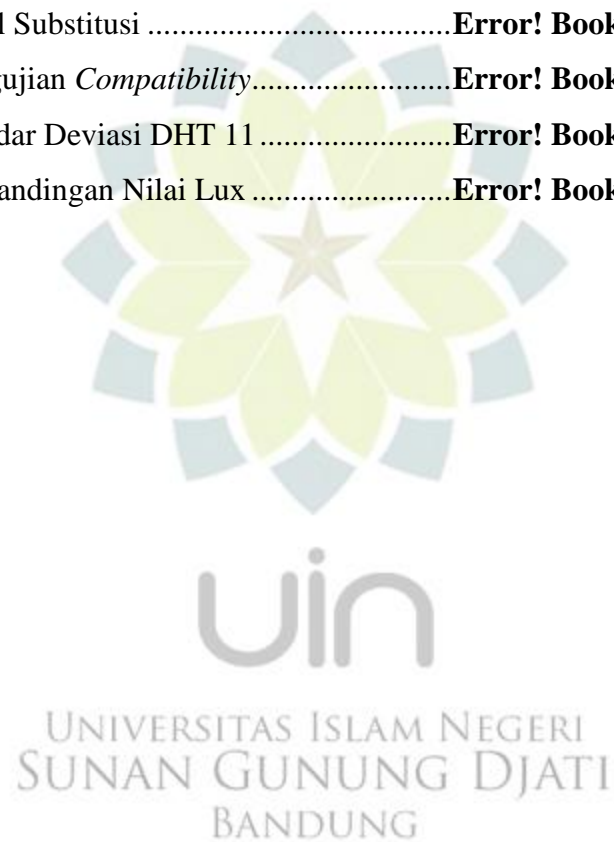 l Substitusi ..................................Error! Book
gujian Compatibility.........................Error! Book
dar Deviasi DHT 11.....................Error! Book
andingan Nilai Lux .......................Error! Book
uin
UNIVERSITAS ISLAM NEGERI
SUNAN GUNUNG DJATI
BANDUNG